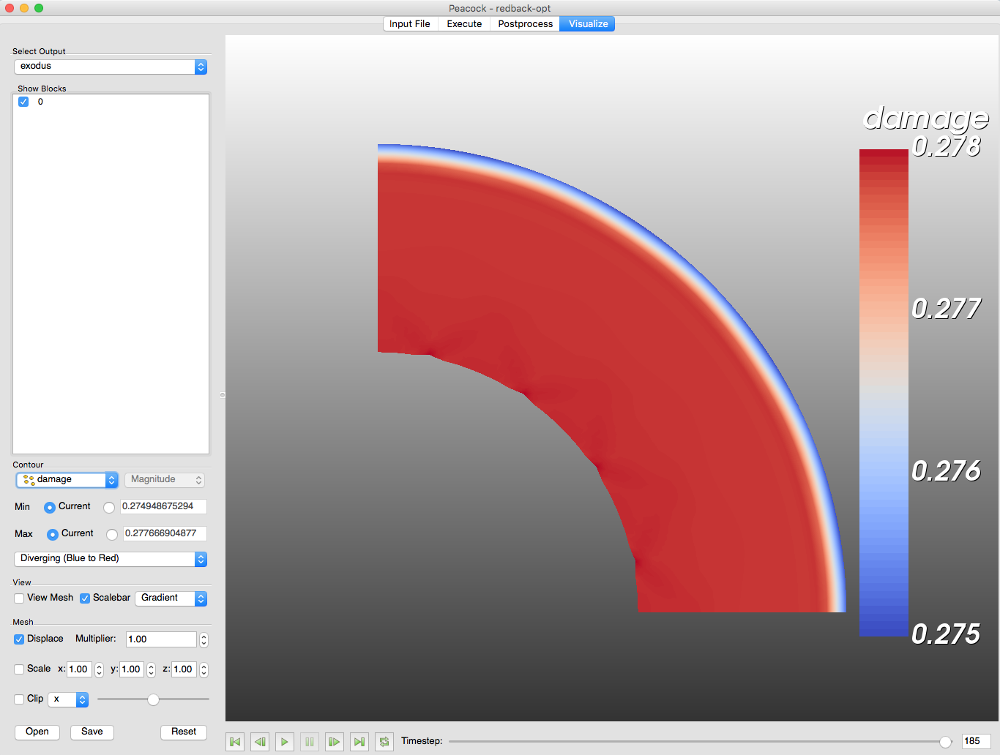 Peacock - redback-opt
Input File Execute Postprocess Visualize
Select Output
exodus
Show Blocks
0
Contour
damage Magnitude
Min Current 0.274948675294
Max Current 0.277666904877
Diverging (Blue to Red)
View
View Mesh Scalebar Gradient
Mesh
Displace Multiplier: 1.00
Scale x: 1.00 y: 1.00 z: 1.00
Clip x
Open Save Reset
damage
0.278
0.277
0.276
0.275
Timestep: 185